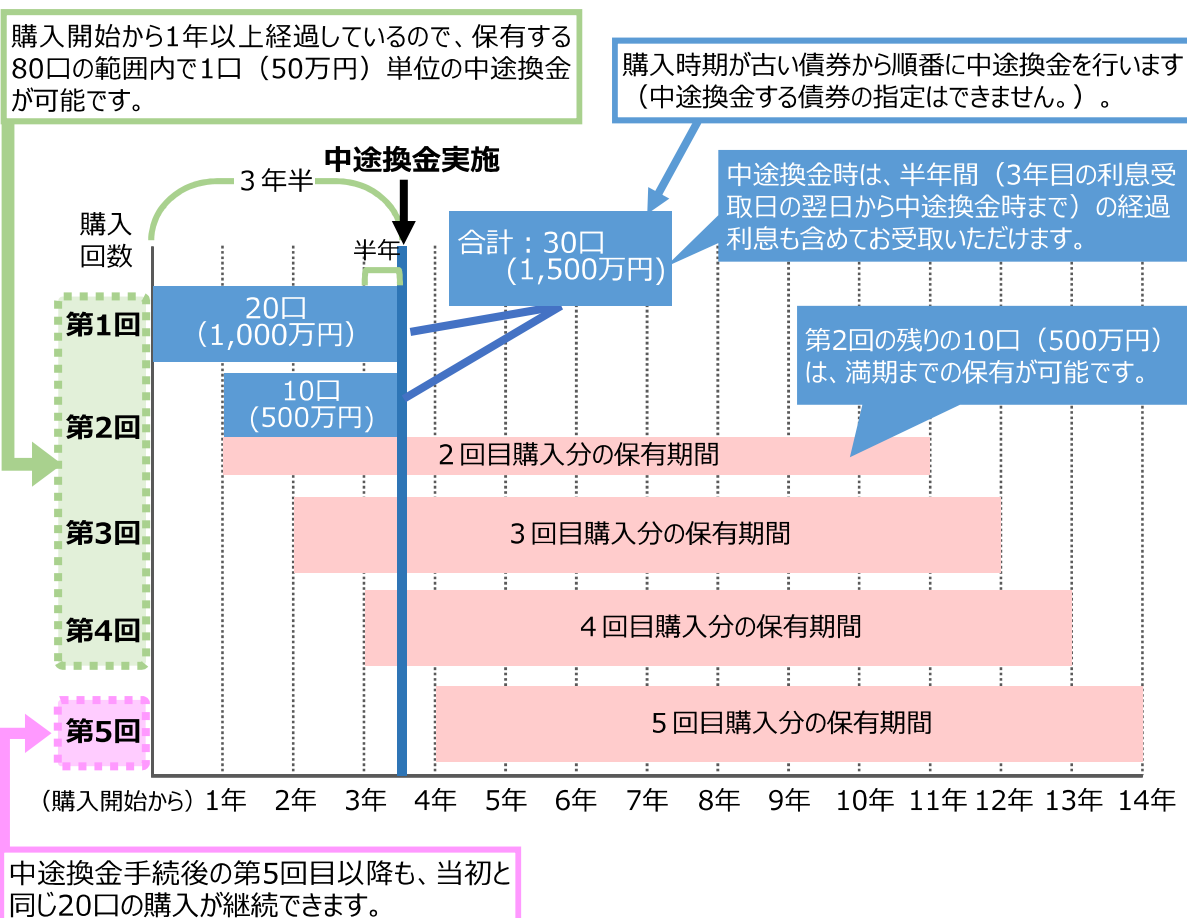 購入開始から1年以上経過しているので、保有する
80口の範囲内で1口（50万円）単位の中途換金
が可能です。
購入時期が古い債券から順番に中途換金を行います
（中途換金する債券の指定はできません。）。
中途換金実施
３年半
中途換金時は、半年間（3年目の利息受
取日の翌日から中途換金時まで）の経過
利息も含めてお受取いただけます。
購入
回数
半年
合計：30口
(1,500万円)
第1回
20口
（1,000万円）
第2回の残りの10口（500万円）
は、満期までの保有が可能です。
第2回
10口
(500万円)
２回目購入分の保有期間
第3回
３回目購入分の保有期間
第4回
４回目購入分の保有期間
第5回
５回目購入分の保有期間
（購入開始から）1年 2年 3年 4年 5年 6年 7年 8年 9年 10年 11年 12年 13年 14年
中途換金手続後の第5回目以降も、当初と
同じ20口の購入が継続できます。